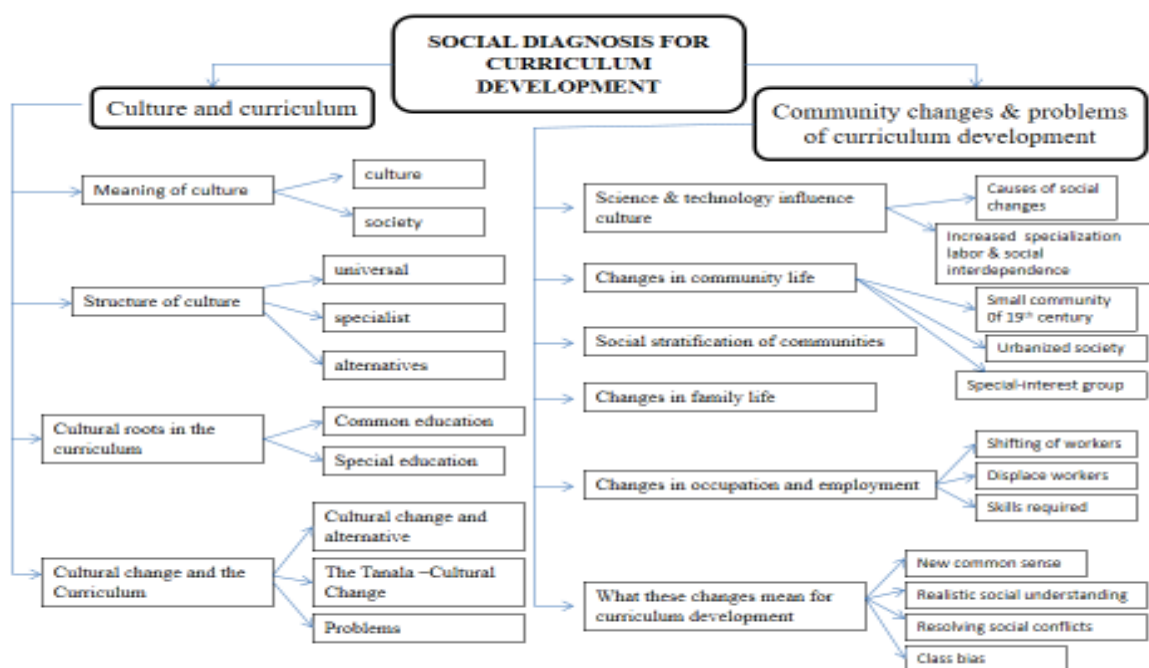 SOCIAL DIAGNOSIS FOR
CURRICULUM
DEVELOPMENT
Culture and curriculum
Meaning of culture
culture
society
Structure of culture
universal
specialist
alternatives
Cultural roots in the
curriculum
Common education
Special education
Cultural change and the
Curriculum
Cultural change and
alternative
The Tanala –Cultural
Change
Problems
Community changes & problems
of curriculum development
Science & technology influence
culture
Causes of social
changes
Increased specialization
labor & social
interdependence
Changes in community life
Small community
0f 19th century
Urbanized society
Special-interest group
Social stratification of communities
Changes in family life
Changes in occupation and employment
Shifting of workers
Displace workers
Skills required
What these changes mean for
curriculum development
New common sense
Realistic social understanding
Resolving social conflicts
Class bias